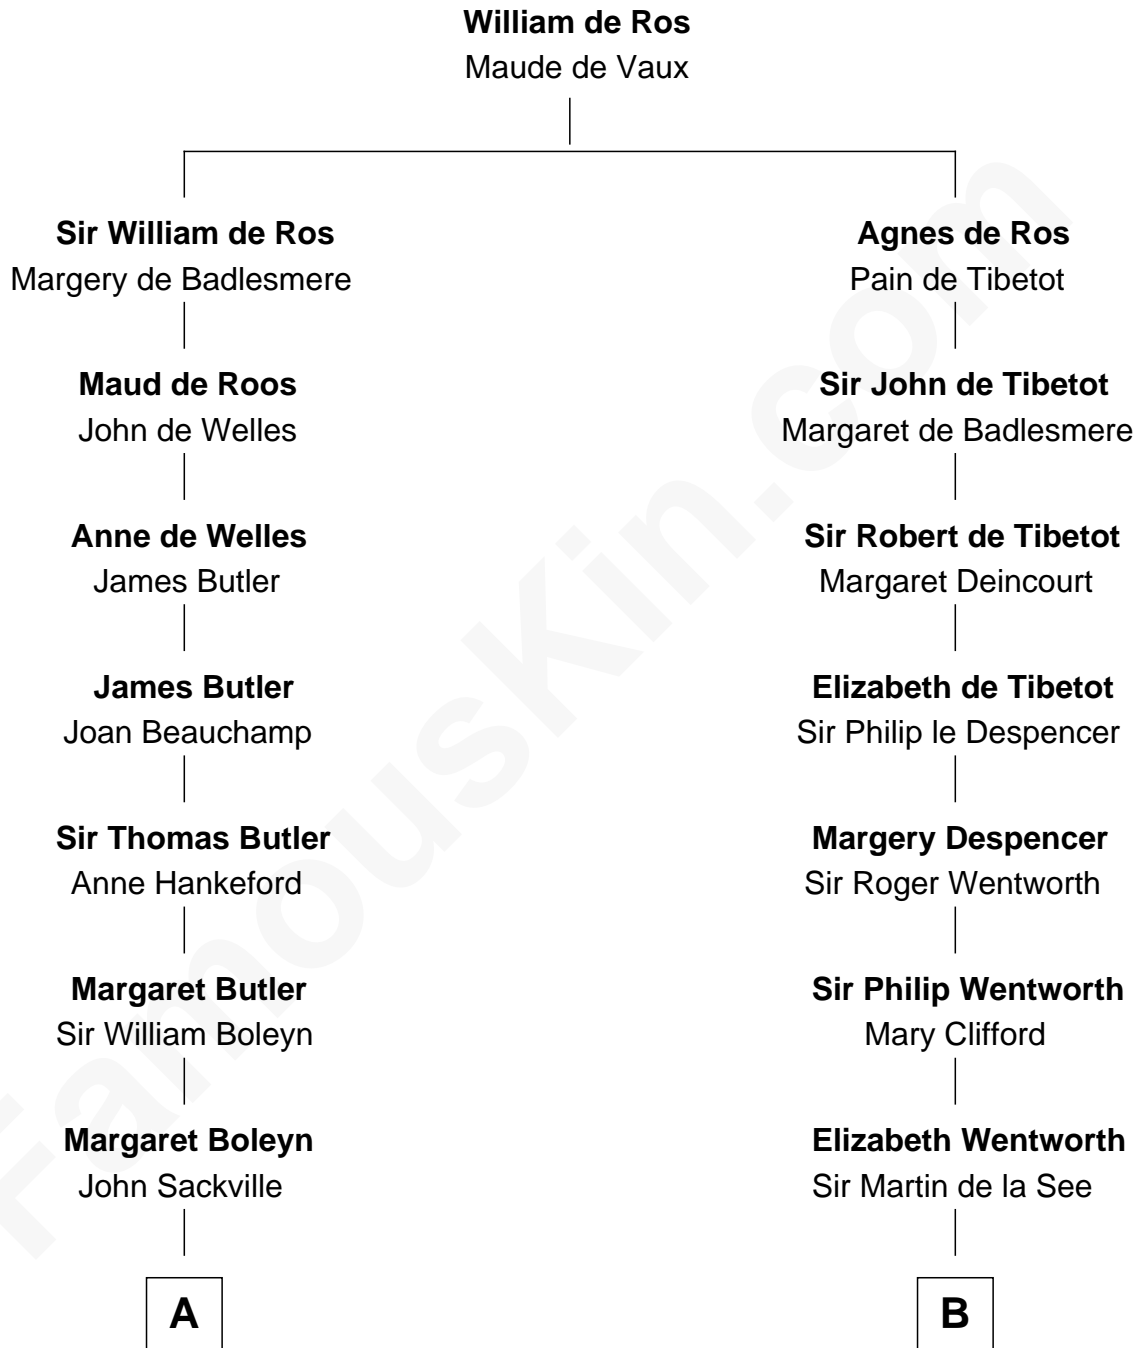 William de Ros
Maude de Vaux
Sir William de Ros
Margery de Badlesmere
Maud de Roos
John de Welles
Anne de Welles
James Butler
James Butler
Joan Beauchamp
Sir Thomas Butler
Anne Hankeford
Margaret Butler
Sir William Boleyn
Margaret Boleyn
John Sackville
A
Agnes de Ros
Pain de Tibetot
Sir John de Tibetot
Margaret de Badlesmere
Sir Robert de Tibetot
Margaret Deincourt
Elizabeth de Tibetot
Sir Philip le Despencer
Margery Despencer
Sir Roger Wentworth
Sir Philip Wentworth
Mary Clifford
Elizabeth Wentworth
Sir Martin de la See
B
FamousKin.com